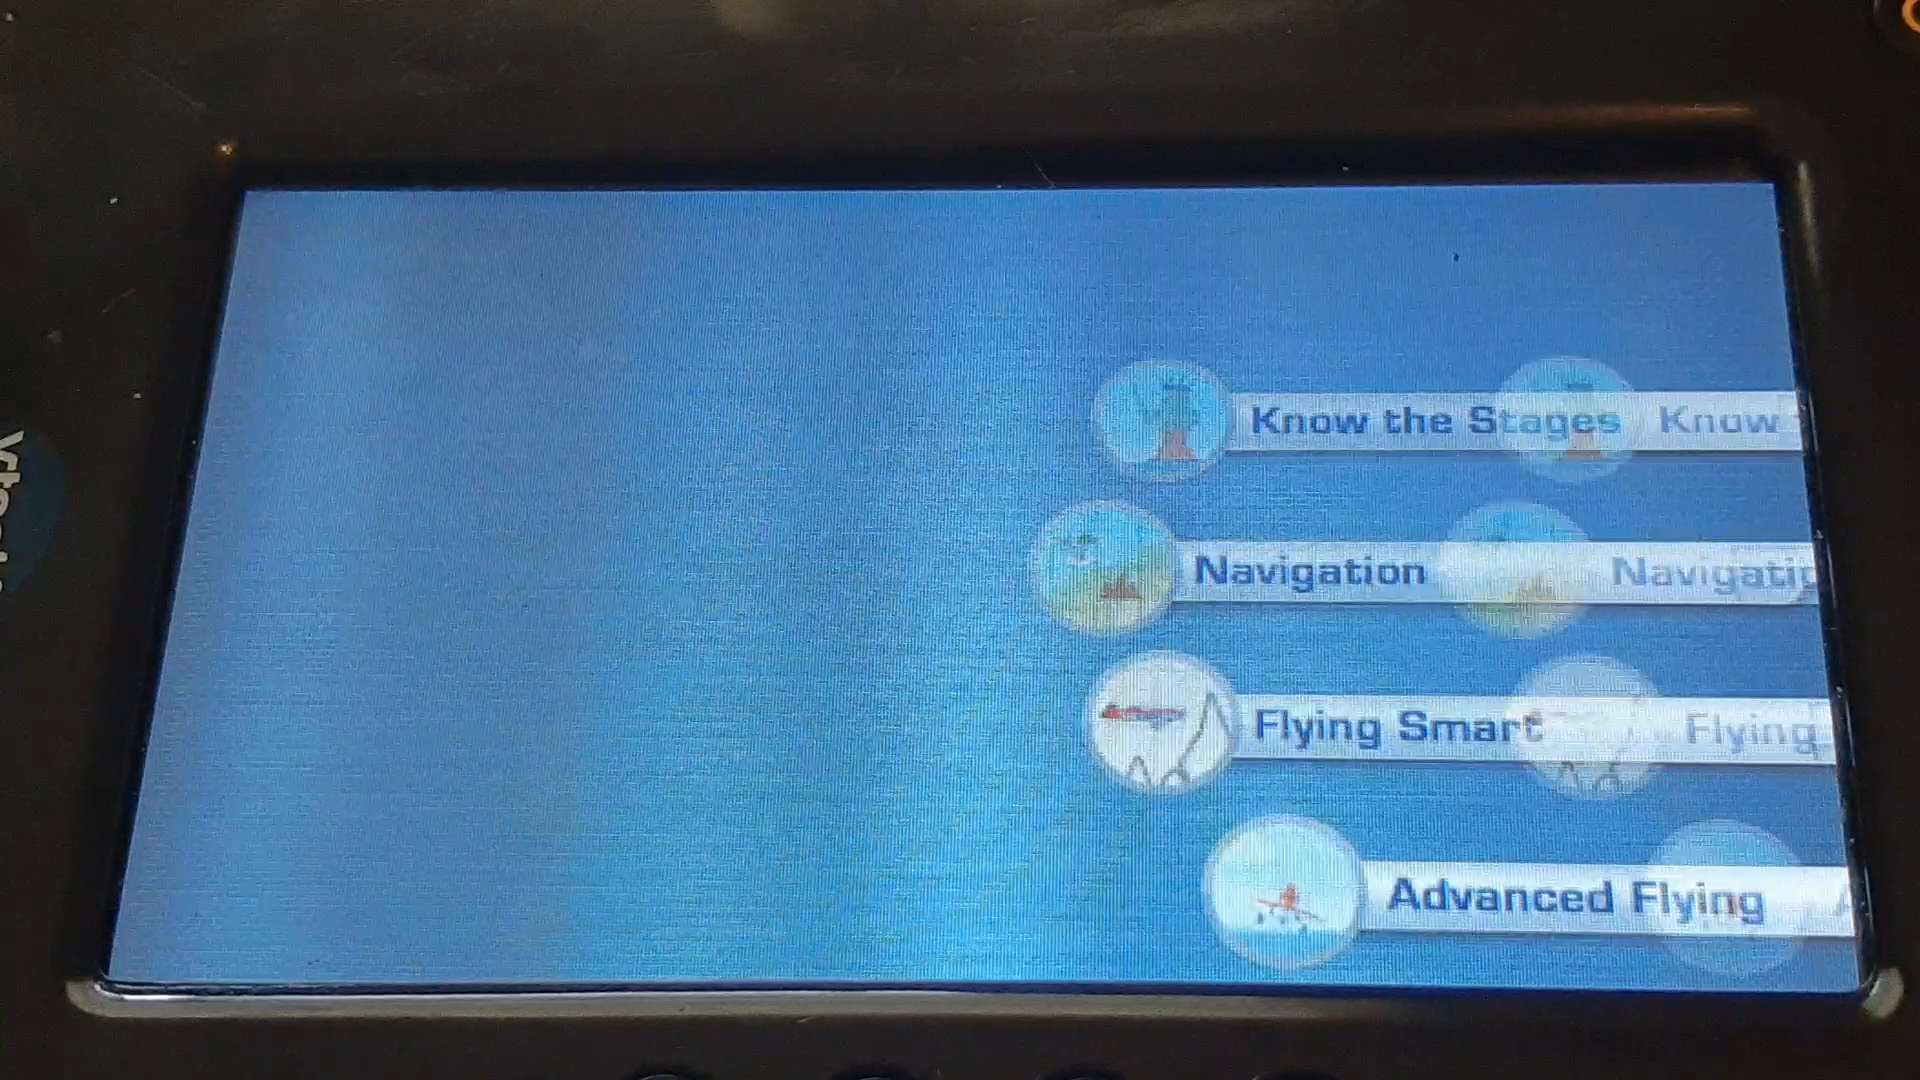 Know the Stages Know
Navigation Navigatio
Flying Smart Flying
Advanced Flying